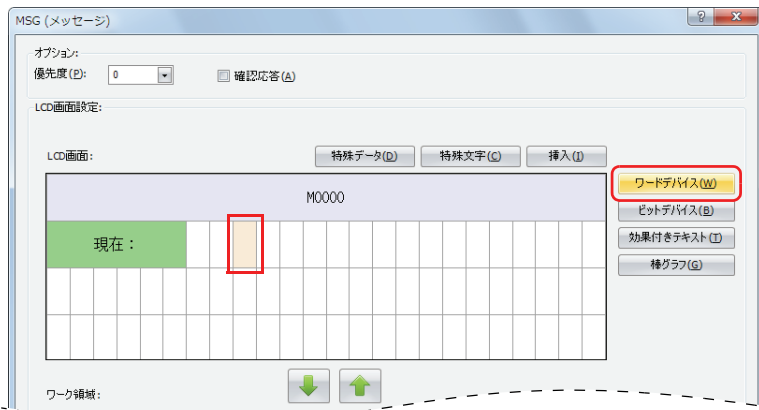 MSG (メッセージ)
オプション:
優先度(P): 0 確認応答(A)
LCD画面設定:
LCD画面: 特殊データ(D) 特殊文字(C) 挿入(I)
M0000
現在：
ワードデバイス(W)
ビットデバイス(B)
効果付きテキスト(T)
棒グラフ(G)
ワーク領域: